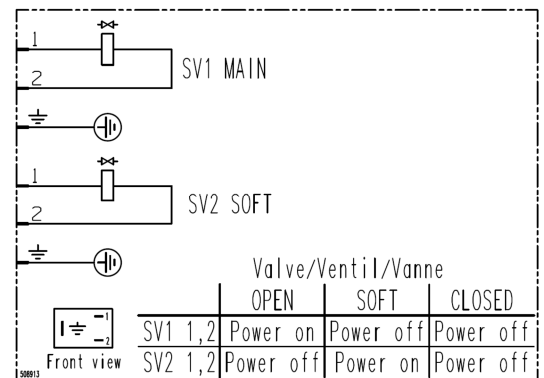 1
2
SV1 MAIN
1
2
SV2 SOFT
Valve/Ventil/Vanne
OPEN SOFT CLOSED
SV1 1,2 Power on Power off Power off
SV2 1,2 Power off Power on Power off
1
2
Front view
508913